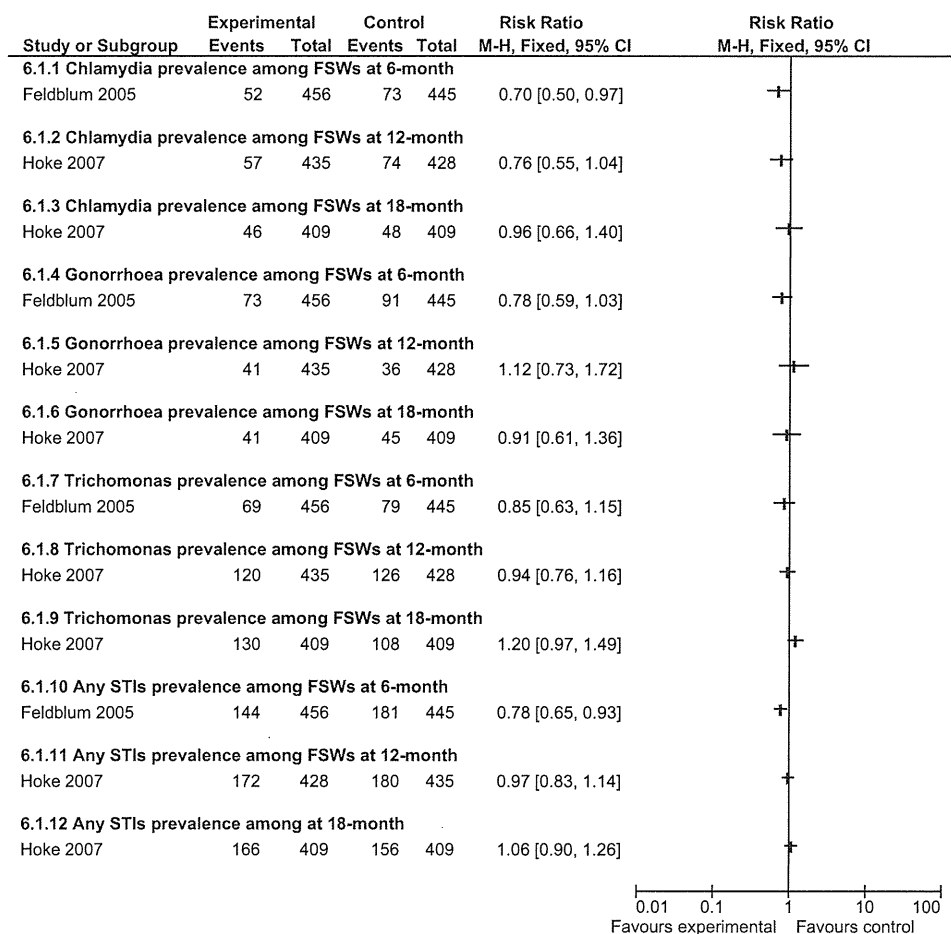 Experimental Control Risk Ratio Risk Ratio
Study or Subgroup Events Total Events Total M-H, Fixed, 95% CI M-H, Fixed, 95% CI
6.1.1 Chlamydia prevalence among FSWs at 6-month
Feldblum 2005 52 456 73 445 0.70 [0.50, 0.97]
6.1.2 Chlamydia prevalence among FSWs at 12-month
Hoke 2007 57 435 74 428 0.76 [0.55, 1.04]
6.1.3 Chlamydia prevalence among FSWs at 18-month
Hoke 2007 46 409 48 409 0.96 [0.66, 1.40]
6.1.4 Gonorrhoea prevalence among FSWs at 6-month
Feldblum 2005 73 456 91 445 0.78 [0.59, 1.03]
6.1.5 Gonorrhoea prevalence among FSWs at 12-month
Hoke 2007 41 435 36 428 1.12 [0.73, 1.72]
6.1.6 Gonorrhoea prevalence among FSWs at 18-month
Hoke 2007 41 409 45 409 0.91 [0.61, 1.36]
6.1.7 Trichomonas prevalence among FSWs at 6-month
Feldblum 2005 69 456 79 445 0.85 [0.63, 1.15]
6.1.8 Trichomonas prevalence among FSWs at 12-month
Hoke 2007 120 435 126 428 0.94 [0.76, 1.16]
6.1.9 Trichomonas prevalence among FSWs at 18-month
Hoke 2007 130 409 108 409 1.20 [0.97, 1.49]
6.1.10 Any STIs prevalence among FSWs at 6-month
Feldblum 2005 144 456 181 445 0.78 [0.65, 0.93]
6.1.11 Any STIs prevalence among FSWs at 12-month
Hoke 2007 172 428 180 435 0.97 [0.83, 1.14]
6.1.12 Any STIs prevalence among at 18-month
Hoke 2007 166 409 156 409 1.06 [0.90, 1.26]
0.01 0.1 1 10 100
Favours experimental Favours control